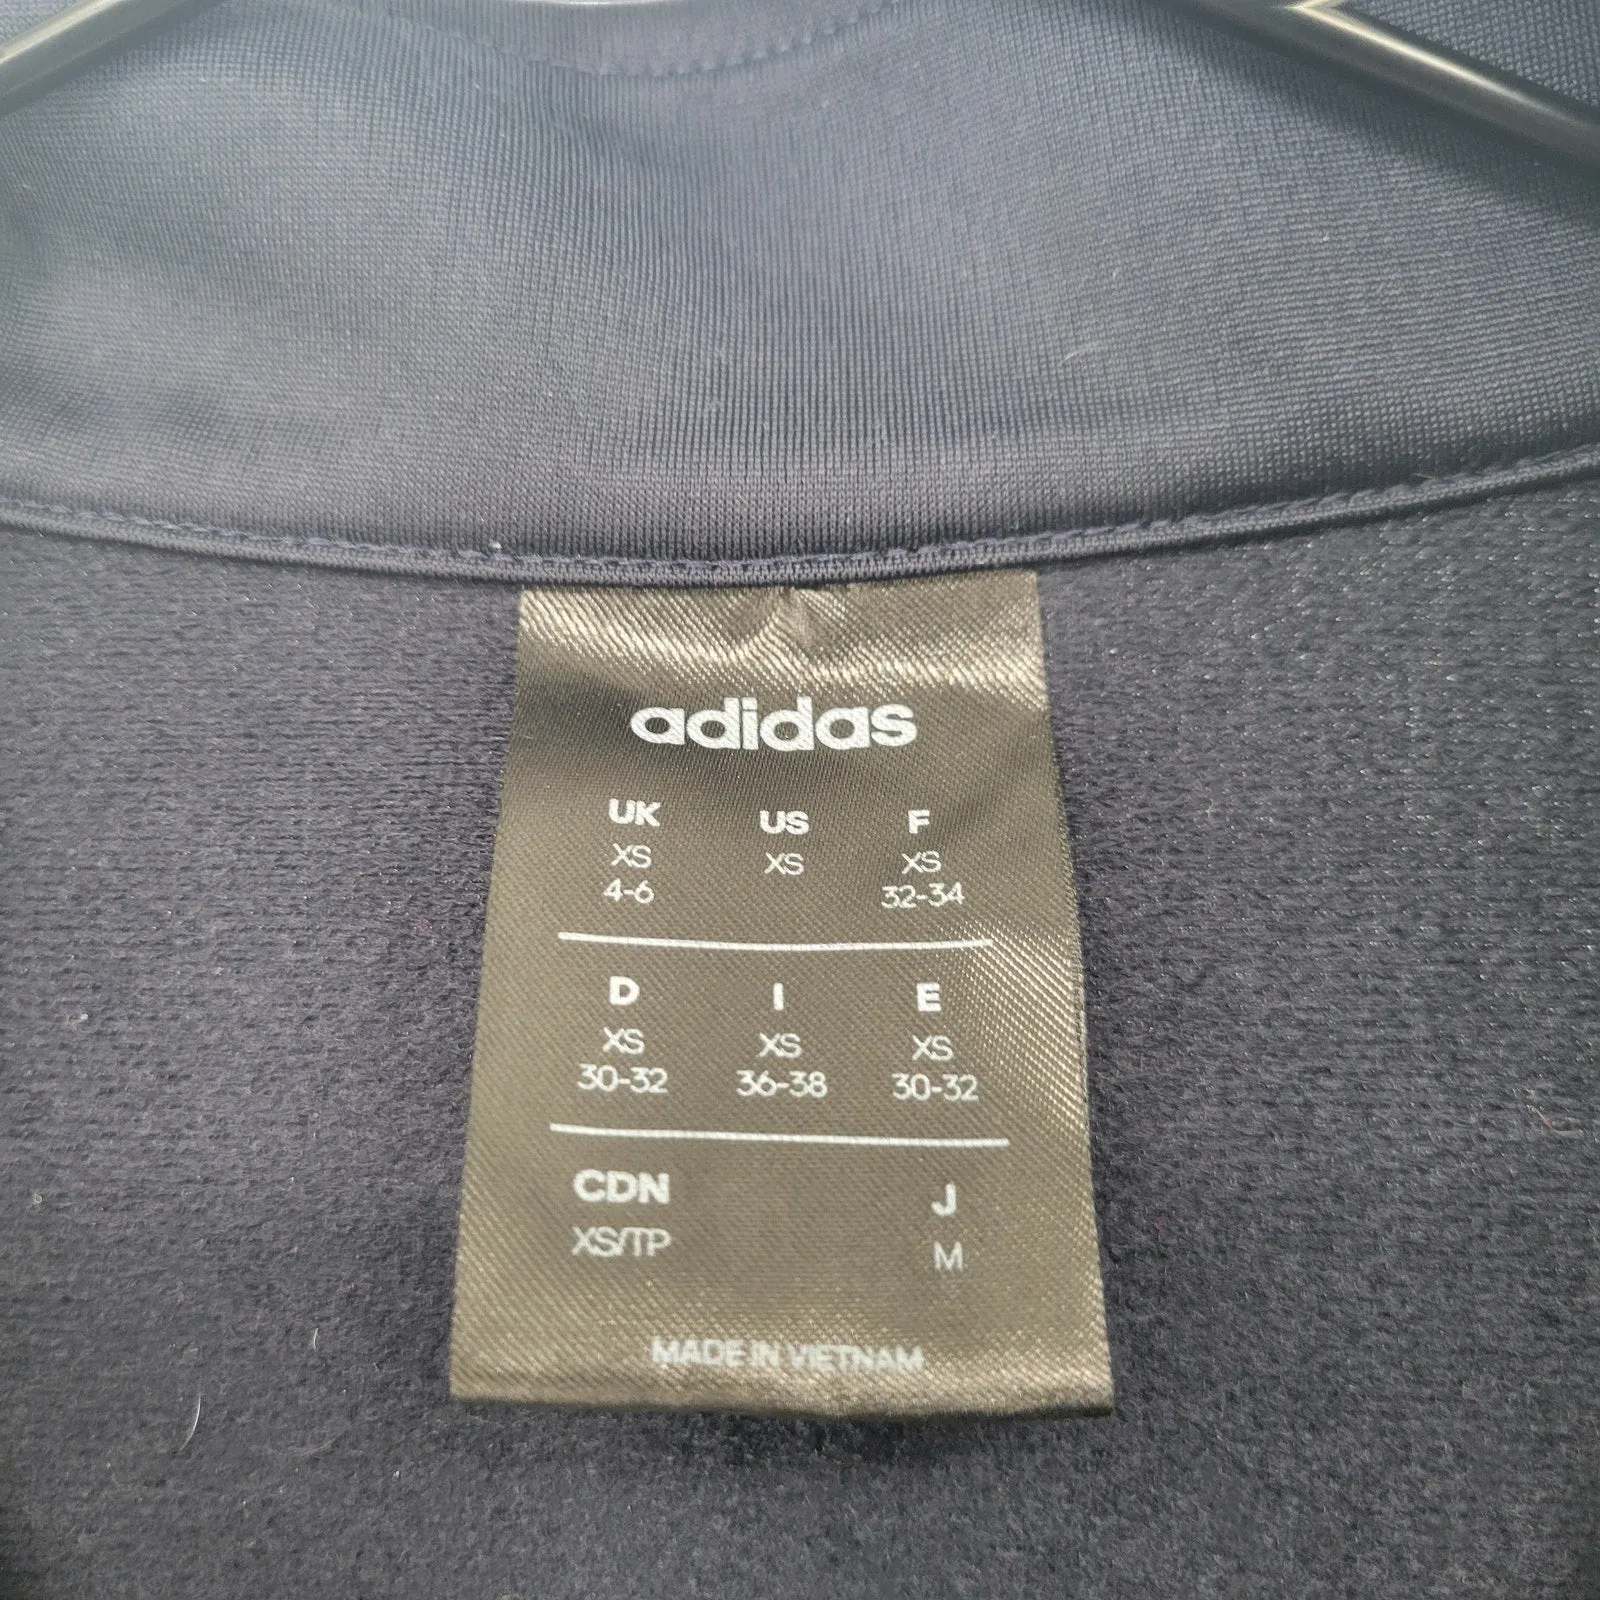 adidas
UK US F
XS XS XS
4-6 32-34
D I E
XS XS XS
30-32 36-38 30-32
CDN J
XS/TP M
MADE IN VIETNAM